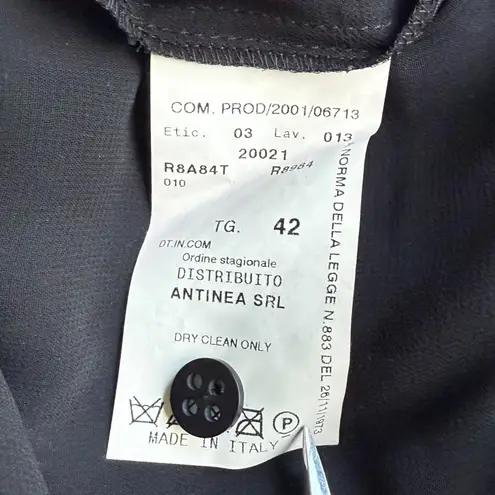 COM. PROD/2001/06713
Etic. 03 Lav. 013
20021
R8A84T R8984
010
TG. 42
DT.IN.COM
Ordine stagionale
DISTRIBUITO
ANTINEA SRL
DRY CLEAN ONLY
P
MADE IN ITALY
NORMA DELLA LEGGE N.883 DEL 26/11/1973